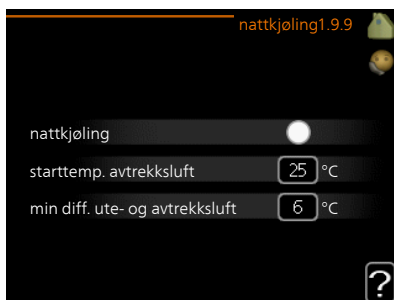 nattkjøling1.9.9
nattkjøling
starttemp. avtrekksluft 25 °C
min diff. ute- og avtrekksluft 6 °C
?